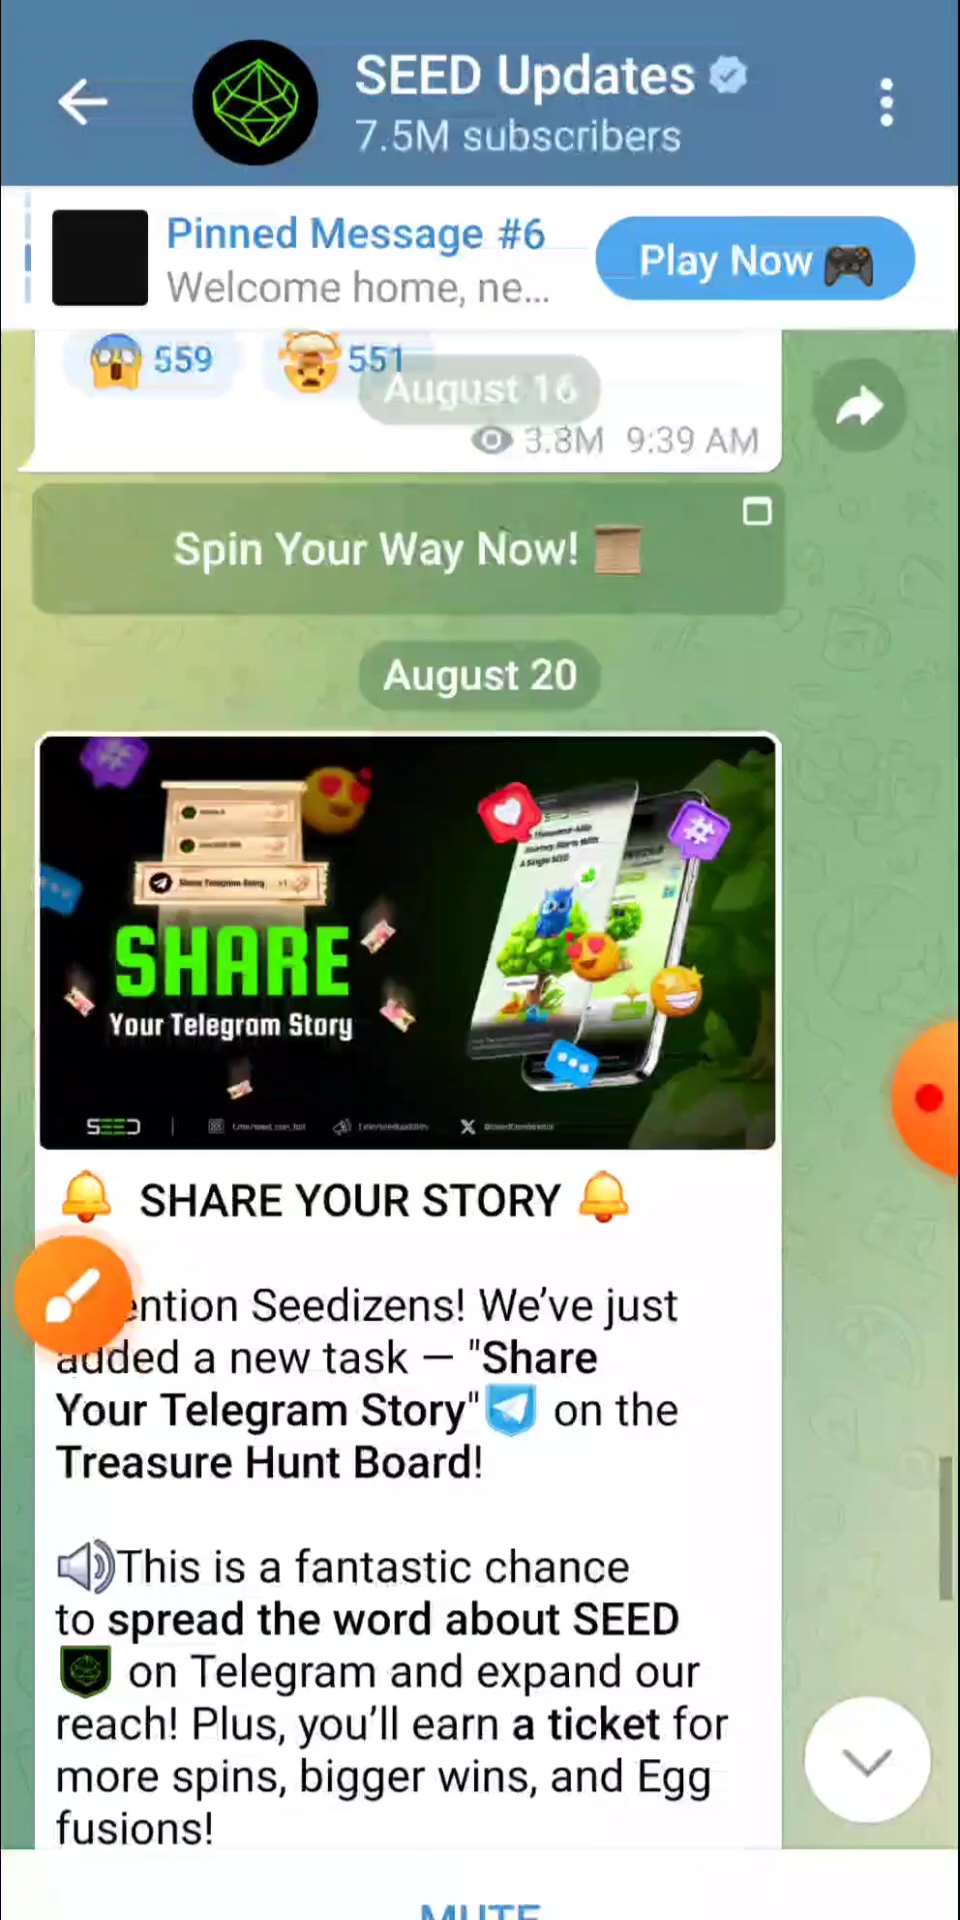 SEED Updates
7.5M subscribers
Pinned Message #6
Welcome home, ne...
Play Now
559 551
August 16
3.8M 9:39 AM
Spin Your Way Now!
August 20
Share Telegram Story +1
SHARE
Your Telegram Story
SEED
SHARE YOUR STORY
ention Seedizens! We’ve just
added a new task — "Share
Your Telegram Story" on the
Treasure Hunt Board!
This is a fantastic chance
to spread the word about SEED
on Telegram and expand our
reach! Plus, you’ll earn a ticket for
more spins, bigger wins, and Egg
fusions!
MUTE